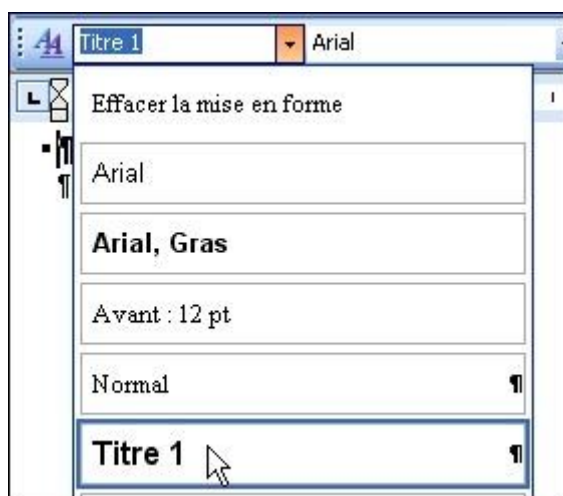 Titre 1 Arial
Effacer la mise en forme
Arial
Arial, Gras
Avant : 12 pt
Normal ¶
Titre 1 ¶